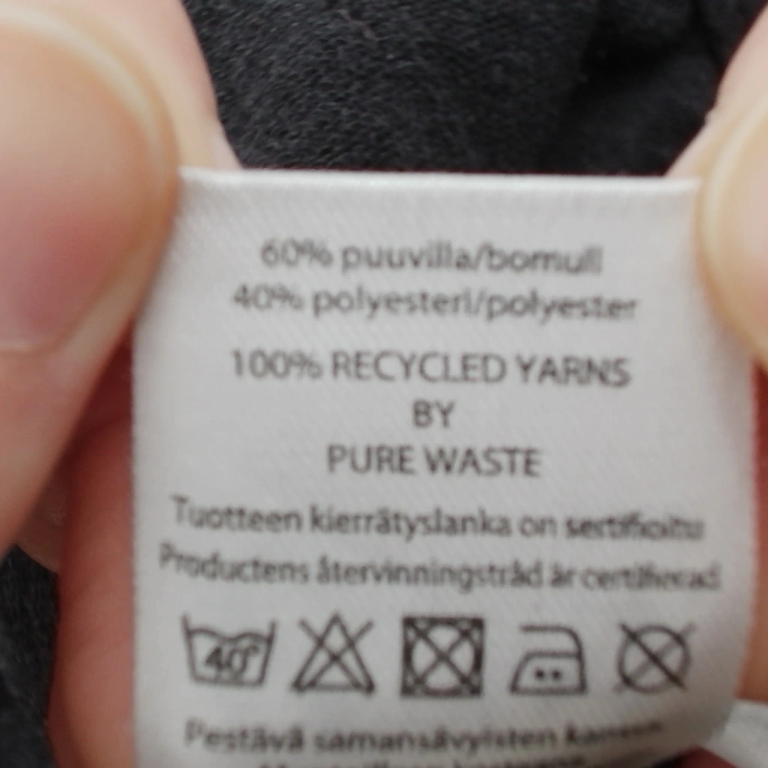 60% puuvilla/bomull
40% polyesteri/polyester
100% RECYCLED YARNS
BY
PURE WASTE
Tuotteen kierrätyslanka on sertifioitu
Productens återvinningstråd är certifierad
40°
Pestävä samansävyisten kanssa